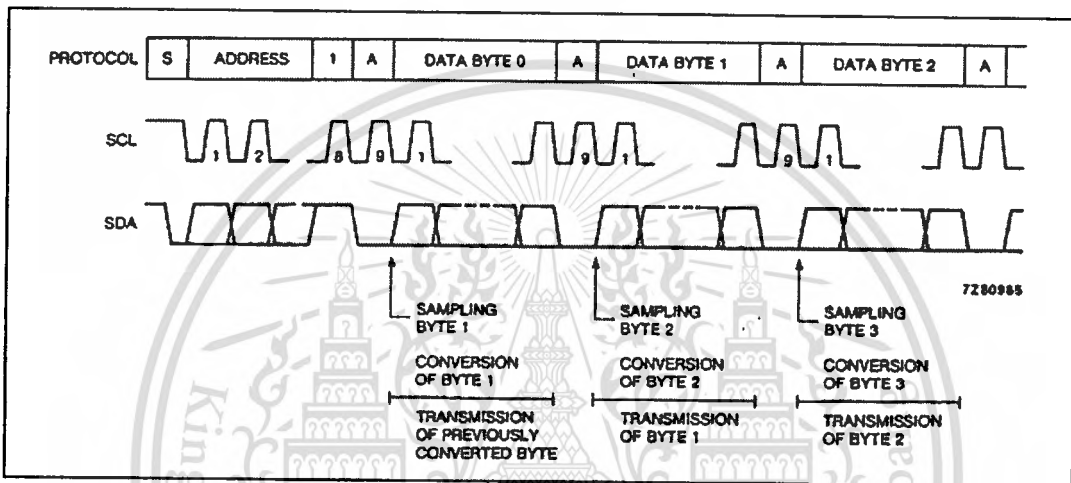 PROTOCOL S ADDRESS 1 A DATA BYTE 0 A DATA BYTE 1 A DATA BYTE 2 A
SCL 1 2 8 9 1 9 1 9 1
SDA
7Z80985
SAMPLING BYTE 1
SAMPLING BYTE 2
SAMPLING BYTE 3
CONVERSION OF BYTE 1
CONVERSION OF BYTE 2
CONVERSION OF BYTE 3
TRANSMISSION OF PREVIOUSLY CONVERTED BYTE
TRANSMISSION OF BYTE 1
TRANSMISSION OF BYTE 2
King